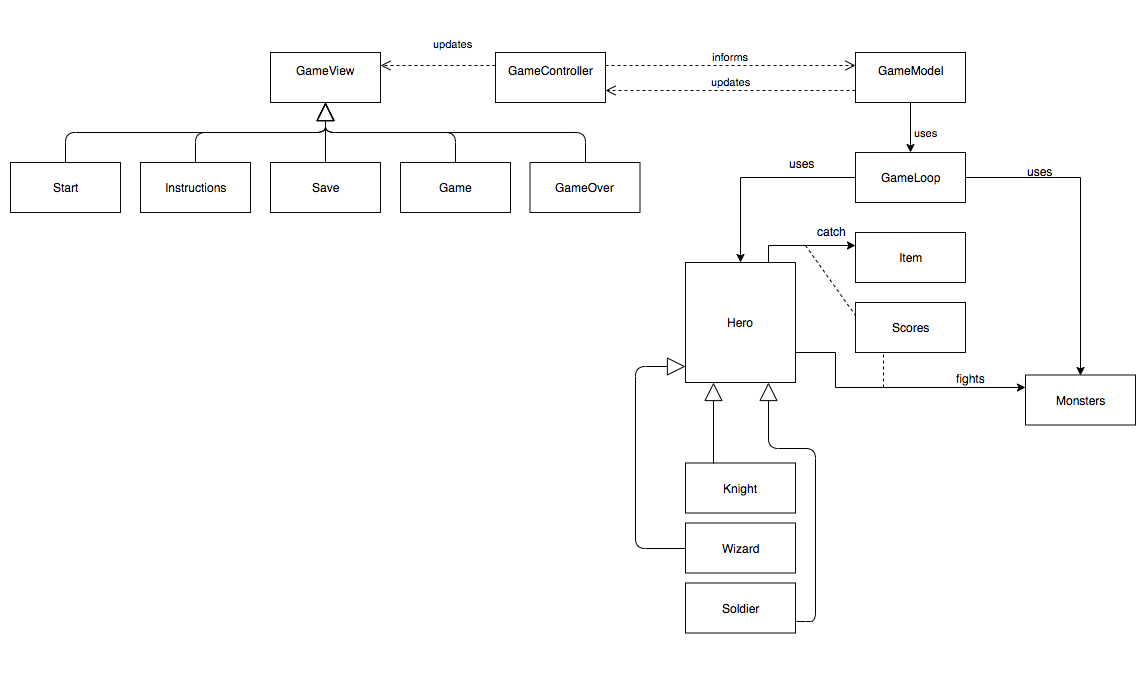 updates
GameView
GameController
informs
updates
GameModel
uses
Start
Instructions
Save
Game
GameOver
uses
GameLoop
uses
catch
Item
Hero
Scores
fights
Monsters
Knight
Wizard
Soldier